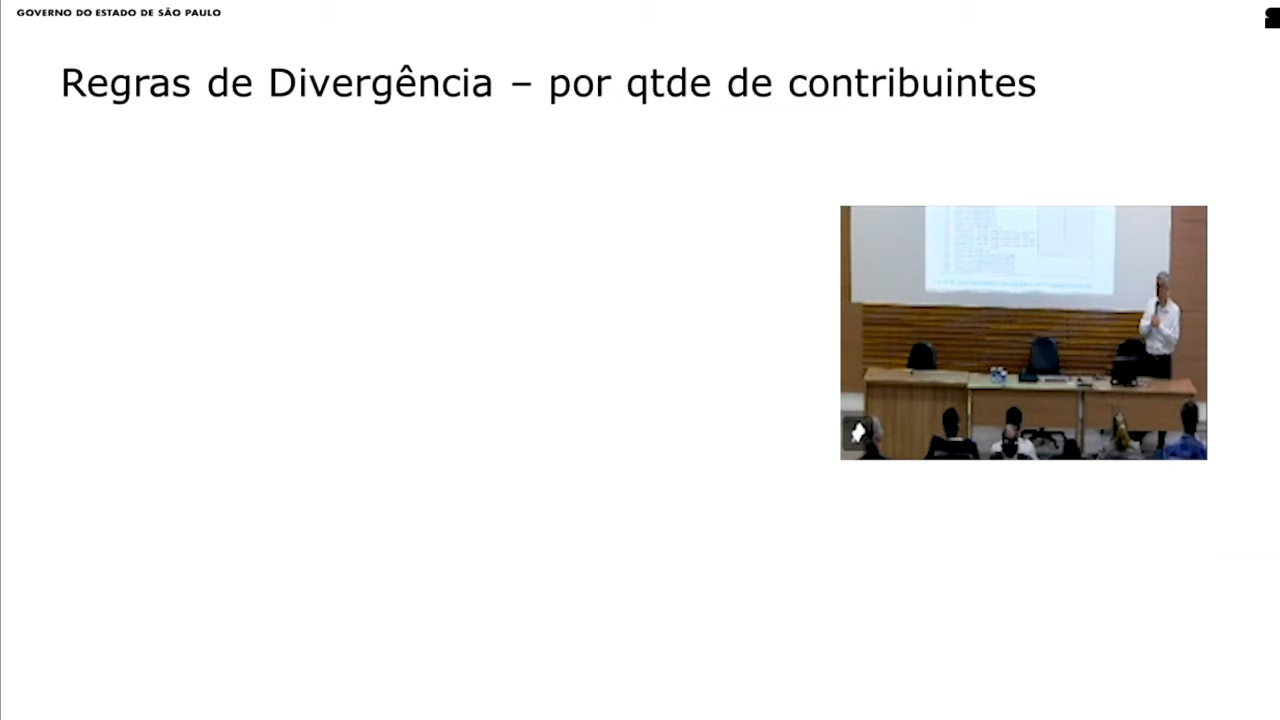 GOVERNO DO ESTADO DE SÃO PAULO
Regras de Divergência – por qtde de contribuintes